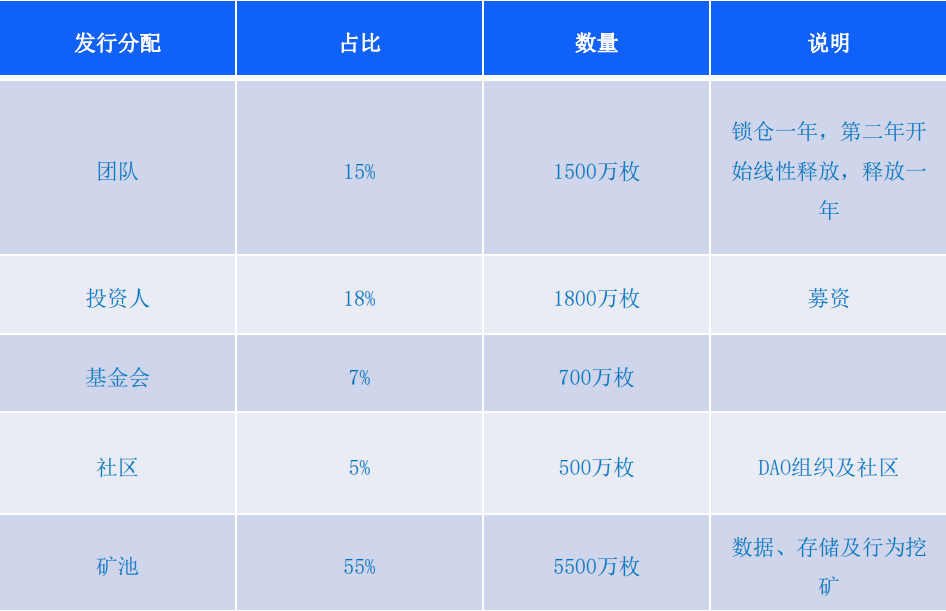 发行分配 占比 数量 说明
团队 15% 1500万枚 锁仓一年，第二年开
始线性释放，释放一
年
投资人 18% 1800万枚 募资
基金会 7% 700万枚
社区 5% 500万枚 DAO组织及社区
矿池 55% 5500万枚 数据、存储及行为挖
矿